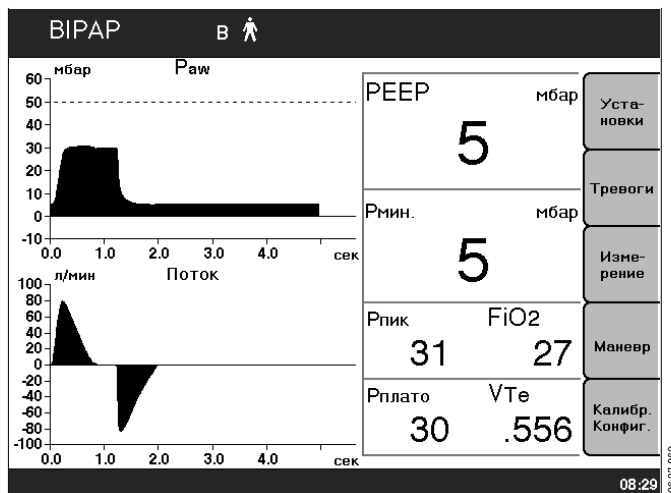 BIPAP B
мбар Paw
60
50
40
30
20
10
0
-10
0.0 1.0 2.0 3.0 4.0 сек
л/мин Поток
100
80
60
40
20
0
-20
-40
-60
-80
-100
0.0 1.0 2.0 3.0 4.0 сек
PEEP мбар
5
Pмин. мбар
5
Pпик FiO2
31 27
Pплато VTe
30 .556
Уста-
новки
Тревоги
Изме-
рение
Маневр
Калибр.
Конфиг.
08:29